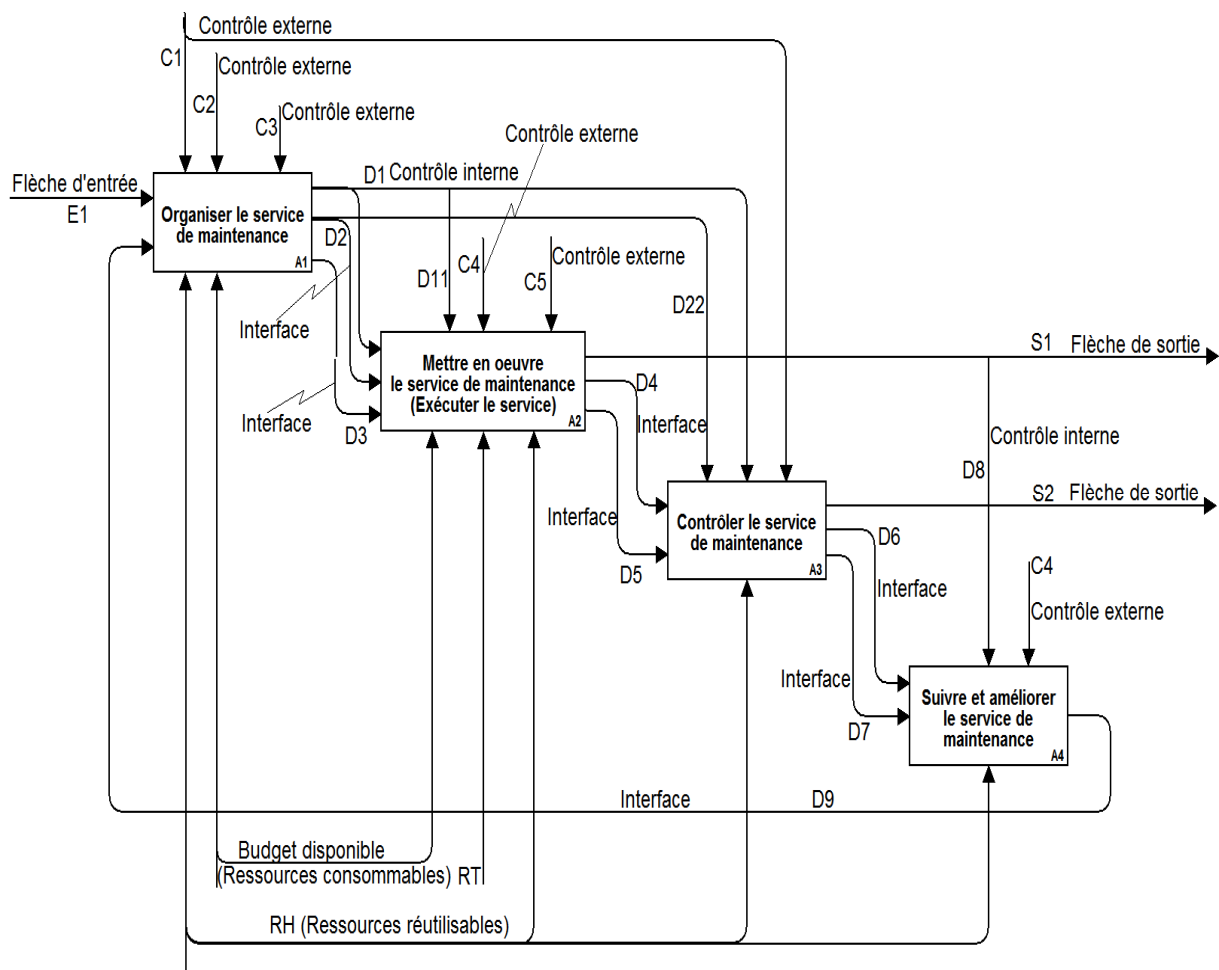 Contrôle externe
C1
Contrôle externe
C2
Contrôle externe
C3
Contrôle externe
Flèche d'entrée
E1
D1
Contrôle interne
Organiser le service
de maintenance
A1
D2
D11
C4
C5
Contrôle externe
D22
Interface
Mettre en oeuvre
le service de maintenance
(Exécuter le service)
A2
S1
Flèche de sortie
D4
Interface
Interface
D3
Contrôle interne
D8
S2
Flèche de sortie
Interface
Contrôler le service
de maintenance
A3
D5
D6
C4
Interface
Contrôle externe
Interface
D7
Suivre et améliorer
le service de
maintenance
A4
Interface
D9
Budget disponible
(Ressources consommables)
RT
RH (Ressources réutilisables)